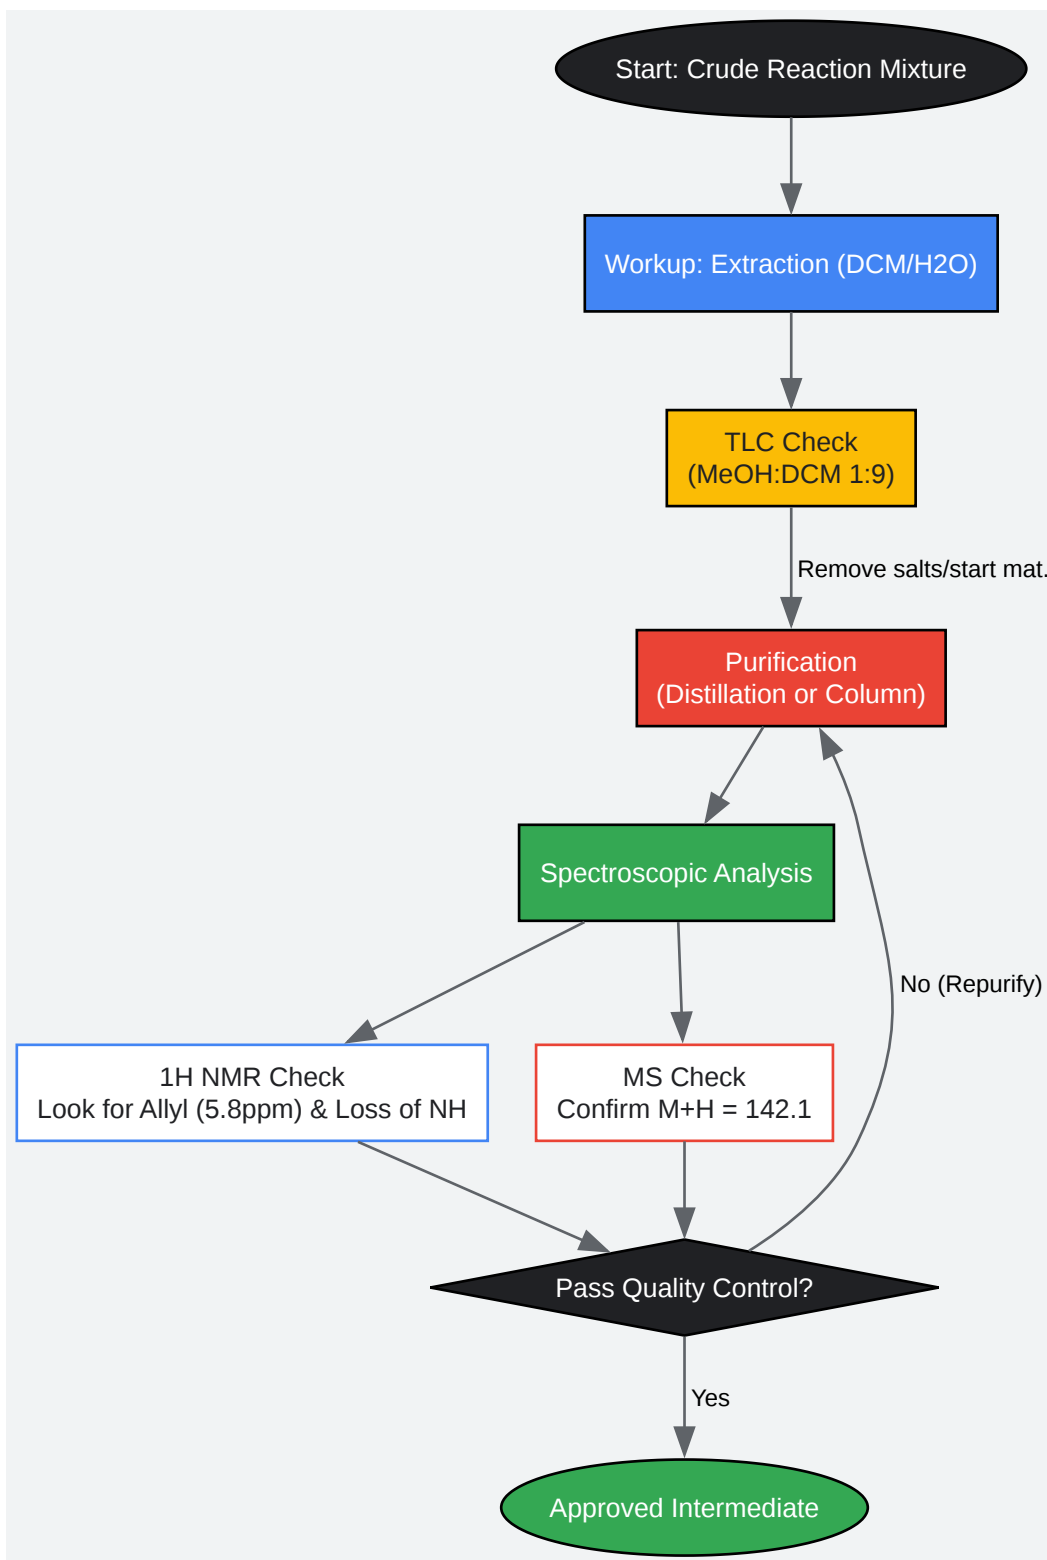 Start: Crude Reaction Mixture
Workup: Extraction (DCM/H2O)
TLC Check
(MeOH:DCM 1:9)
Remove salts/start mat.
Purification
(Distillation or Column)
Spectroscopic Analysis
No (Repurify)
1H NMR Check
Look for Allyl (5.8ppm) & Loss of NH
MS Check
Confirm M+H = 142.1
Pass Quality Control?
Yes
Approved Intermediate